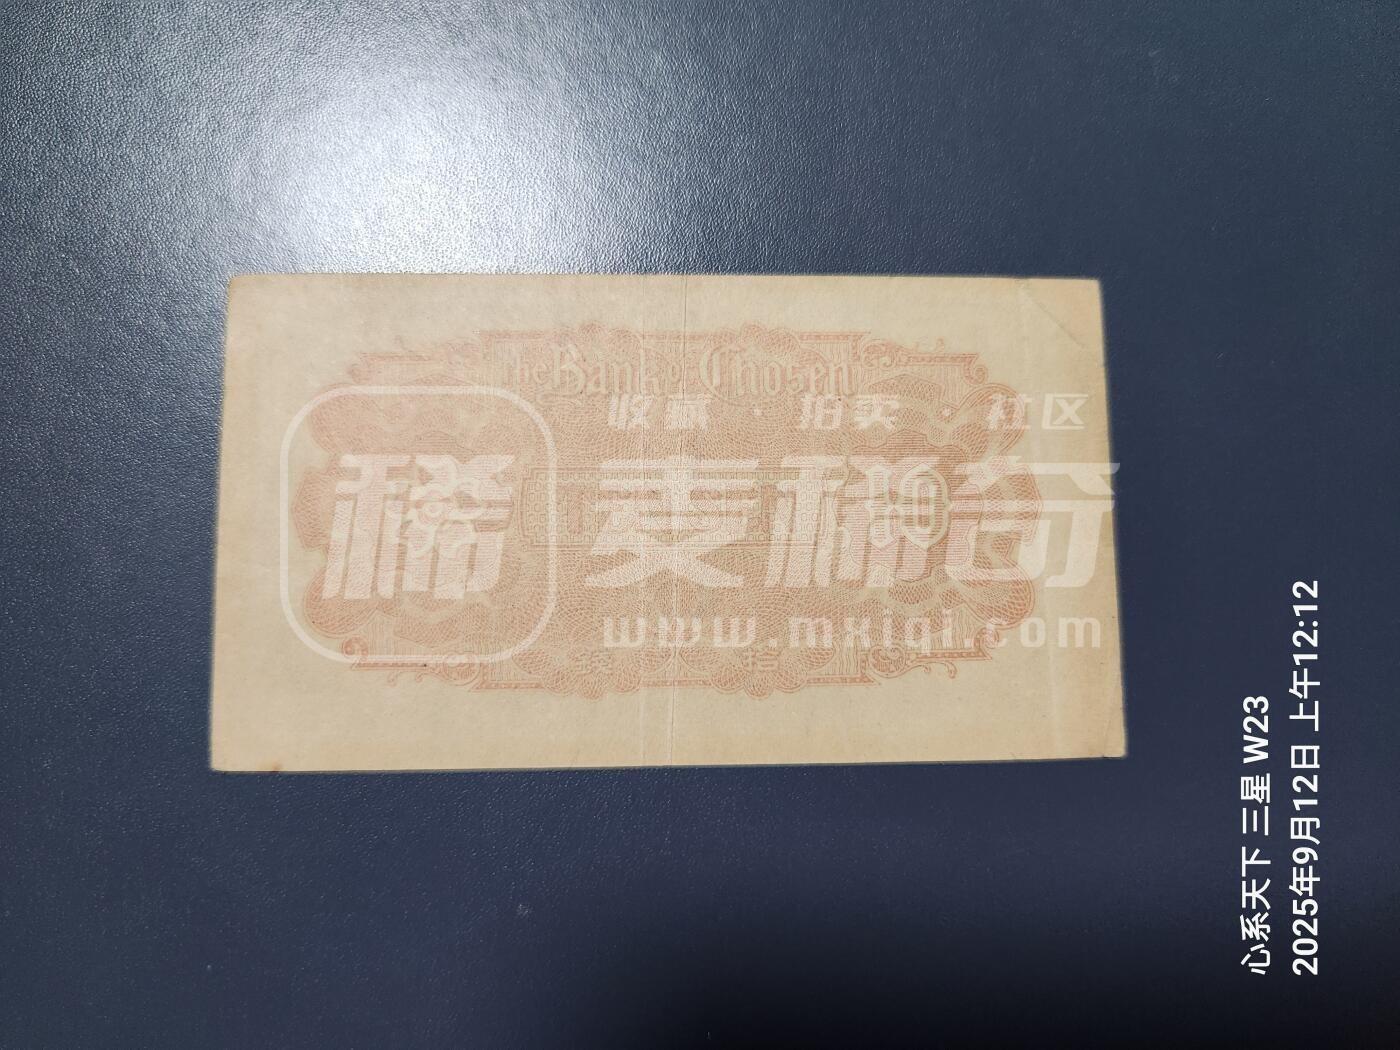 The Bank of Chosen
收藏 · 拍卖 · 社区
稀 麦稀奇
10
www.mxiqi.com
錢 拾
心系天下 三星 W23
2025年9月12日 上午12:12